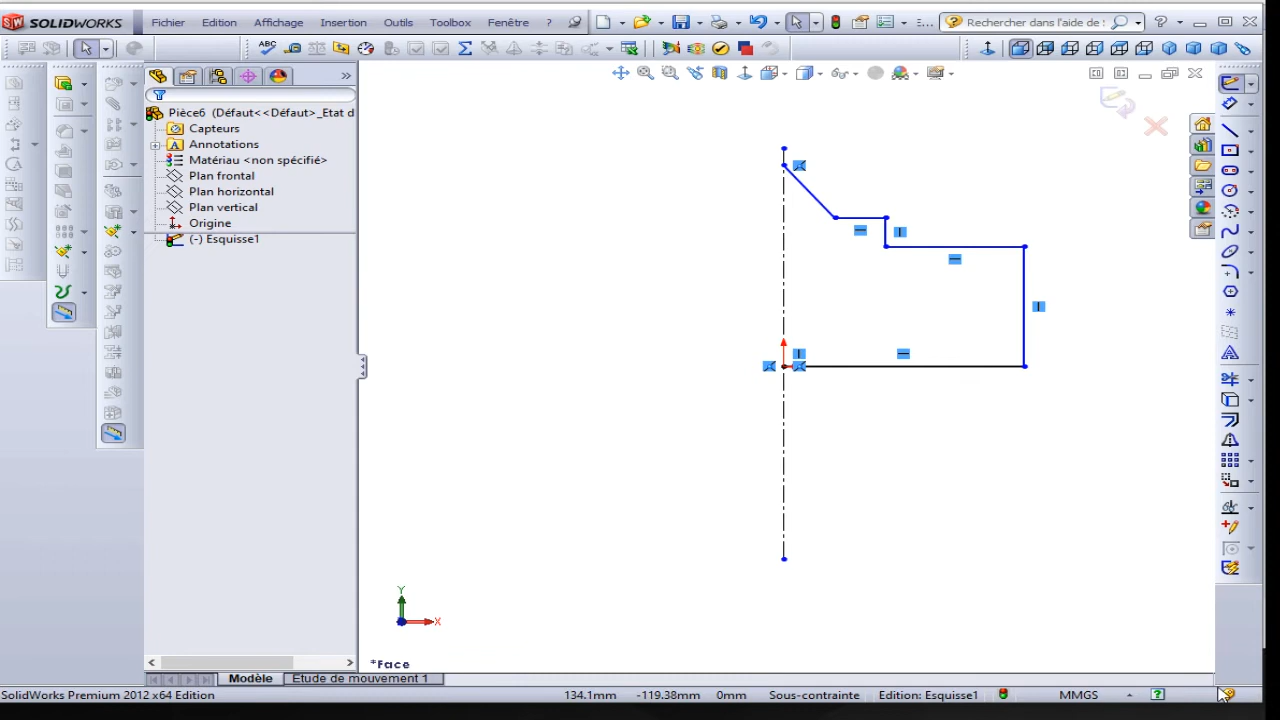 SOLIDWORKS Fichier Edition Affichage Insertion Outils Toolbox Fenêtre ? Rechercher dans l'aide de :
Pièce6 (Défaut<<Défaut>_Etat d
Capteurs
Annotations
Matériau <non spécifié>
Plan frontal
Plan horizontal
Plan vertical
Origine
(-) Esquisse1
Y
X
*Face
Modèle Etude de mouvement 1
SolidWorks Premium 2012 x64 Edition 134.1mm -119.38mm 0mm Sous-contrainte Edition: Esquisse1 MMGS